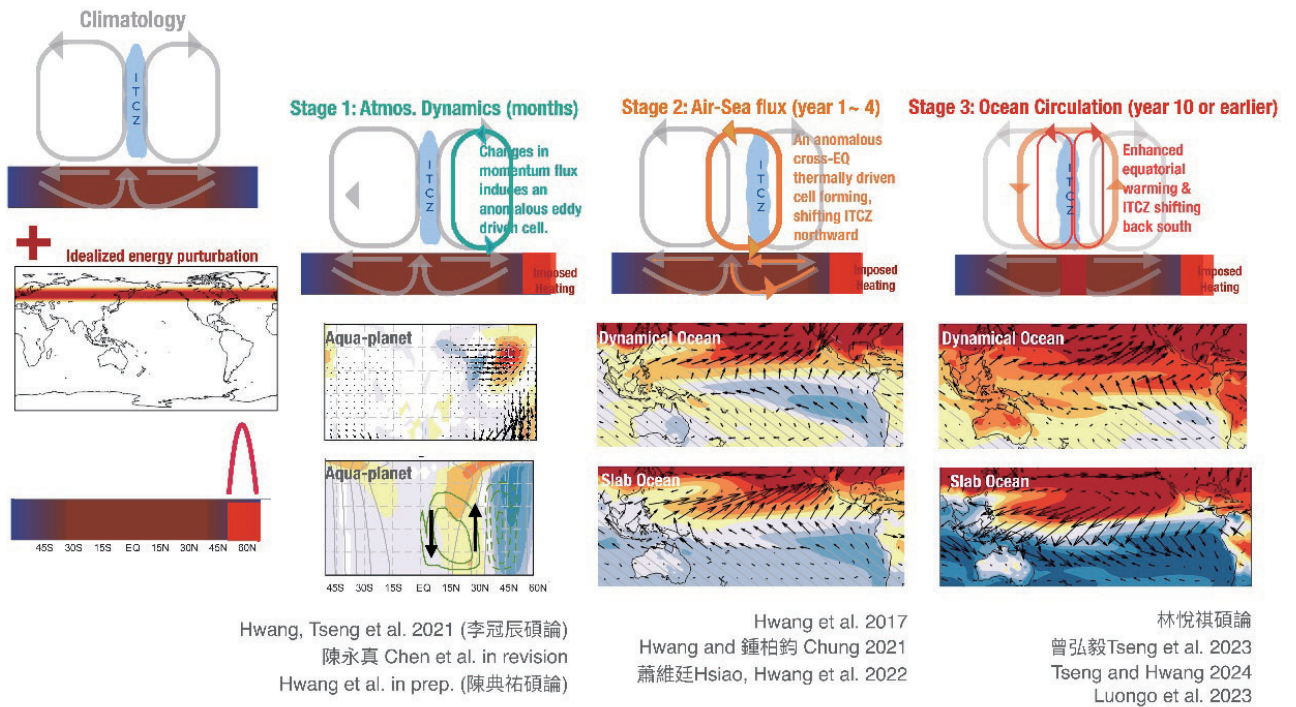 Climatology
ITCZ
Idealized energy purturbation
45S 30S 15S EQ 15N 30N 45N 60N
Stage 1: Atmos. Dynamics (months)
ITCZ
Changes in
momentum flux
induces an
anomalous eddy
driven cell.
Imposed
Heating
Aqua-planet
Aqua-planet
45S 30S 15S EQ 15N 30N 45N 60N
Hwang, Tseng et al. 2021 (李冠辰碩論)
陳永真 Chen et al. in revision
Hwang et al. in prep. (陳典祐碩論)
Stage 2: Air-Sea flux (year 1~ 4)
ITCZ
An anomalous
cross-EQ
thermally driven
cell forming,
shifting ITCZ
northward
Imposed
Heating
Dynamical Ocean
Slab Ocean
Hwang et al. 2017
Hwang and 鍾柏鈞 Chung 2021
蕭維廷Hsiao, Hwang et al. 2022
Stage 3: Ocean Circulation (year 10 or earlier)
ITCZ
Enhanced
equatorial
warming &
ITCZ shifting
back south
Imposed
Heating
Dynamical Ocean
Slab Ocean
林悅祺碩論
曾弘毅Tseng et al. 2023
Tseng and Hwang 2024
Luongo et al. 2023